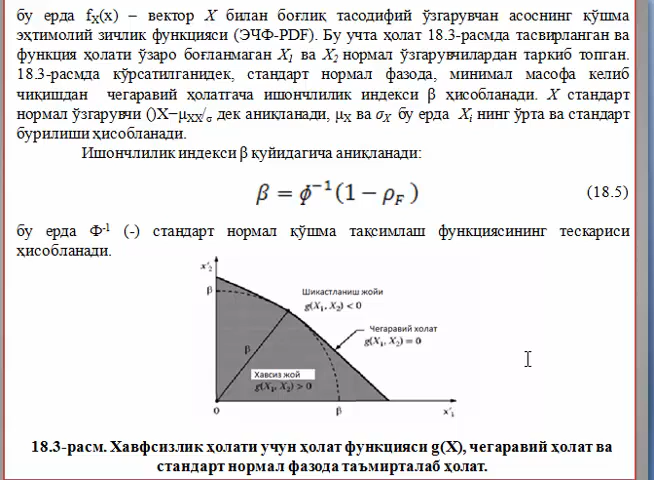 бу ерда fX(x) – вектор X билан боғлиқ тасодифий ўзгарувчан асоснинг қўшма
эҳтимолий зичлик функцияси (ЭЧФ-PDF). Бу учта ҳолат 18.3-расмда тасвирланган ва
функция ҳолати ўзаро боғланмаган X1 ва X2 нормал ўзгарувчилардан таркиб топган.
18.3-расмда кўрсатилганидек, стандарт нормал фазода, минимал масофа келиб
чиқишдан чегаравий ҳолатгача ишончлилик индекси β ҳисобланади. X стандарт
нормал ўзгарувчи ()X−μXX/σ дек аниқланади, μX ва σX бу ерда Xi нинг ўрта ва стандарт
бурилиши ҳисобланади.
Ишончлилик индекси β қуйидагича аниқланади:
β = ϕ⁻¹(1 − ρF) (18.5)
бу ерда Φ-1 (-) стандарт нормал қўшма тақсимлаш функциясининг тескариси
ҳисобланади.
x'2
β
Шикастланиш жойи
g(X1, X2) < 0
Чегаравий холат
g(X1, X2) = 0
β
Хавсиз жой
g(X1, X2) > 0
0 β x'1
18.3-расм. Хавфсизлик ҳолати учун ҳолат функцияси g(X), чегаравий ҳолат ва
стандарт нормал фазода таъмирталаб ҳолат.